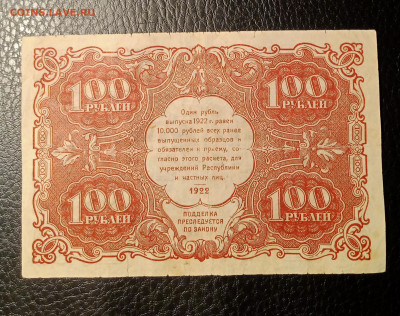 COINS.LAVE.RU
100 100
РУБЛЕЙ РУБЛЕЙ
Один рубль
выпуска 1922 г. равен
10.000 рублей всех ранее
выпущенных образцов и
обязателен к приему, со-
гласно этого расчета, для
учреждений Республики
и частных лиц.
1922
100 100
РУБЛЕЙ РУБЛЕЙ
ПОДДЕЛКА
ПРЕСЛЕДУЕТСЯ
ПО ЗАКОНУ